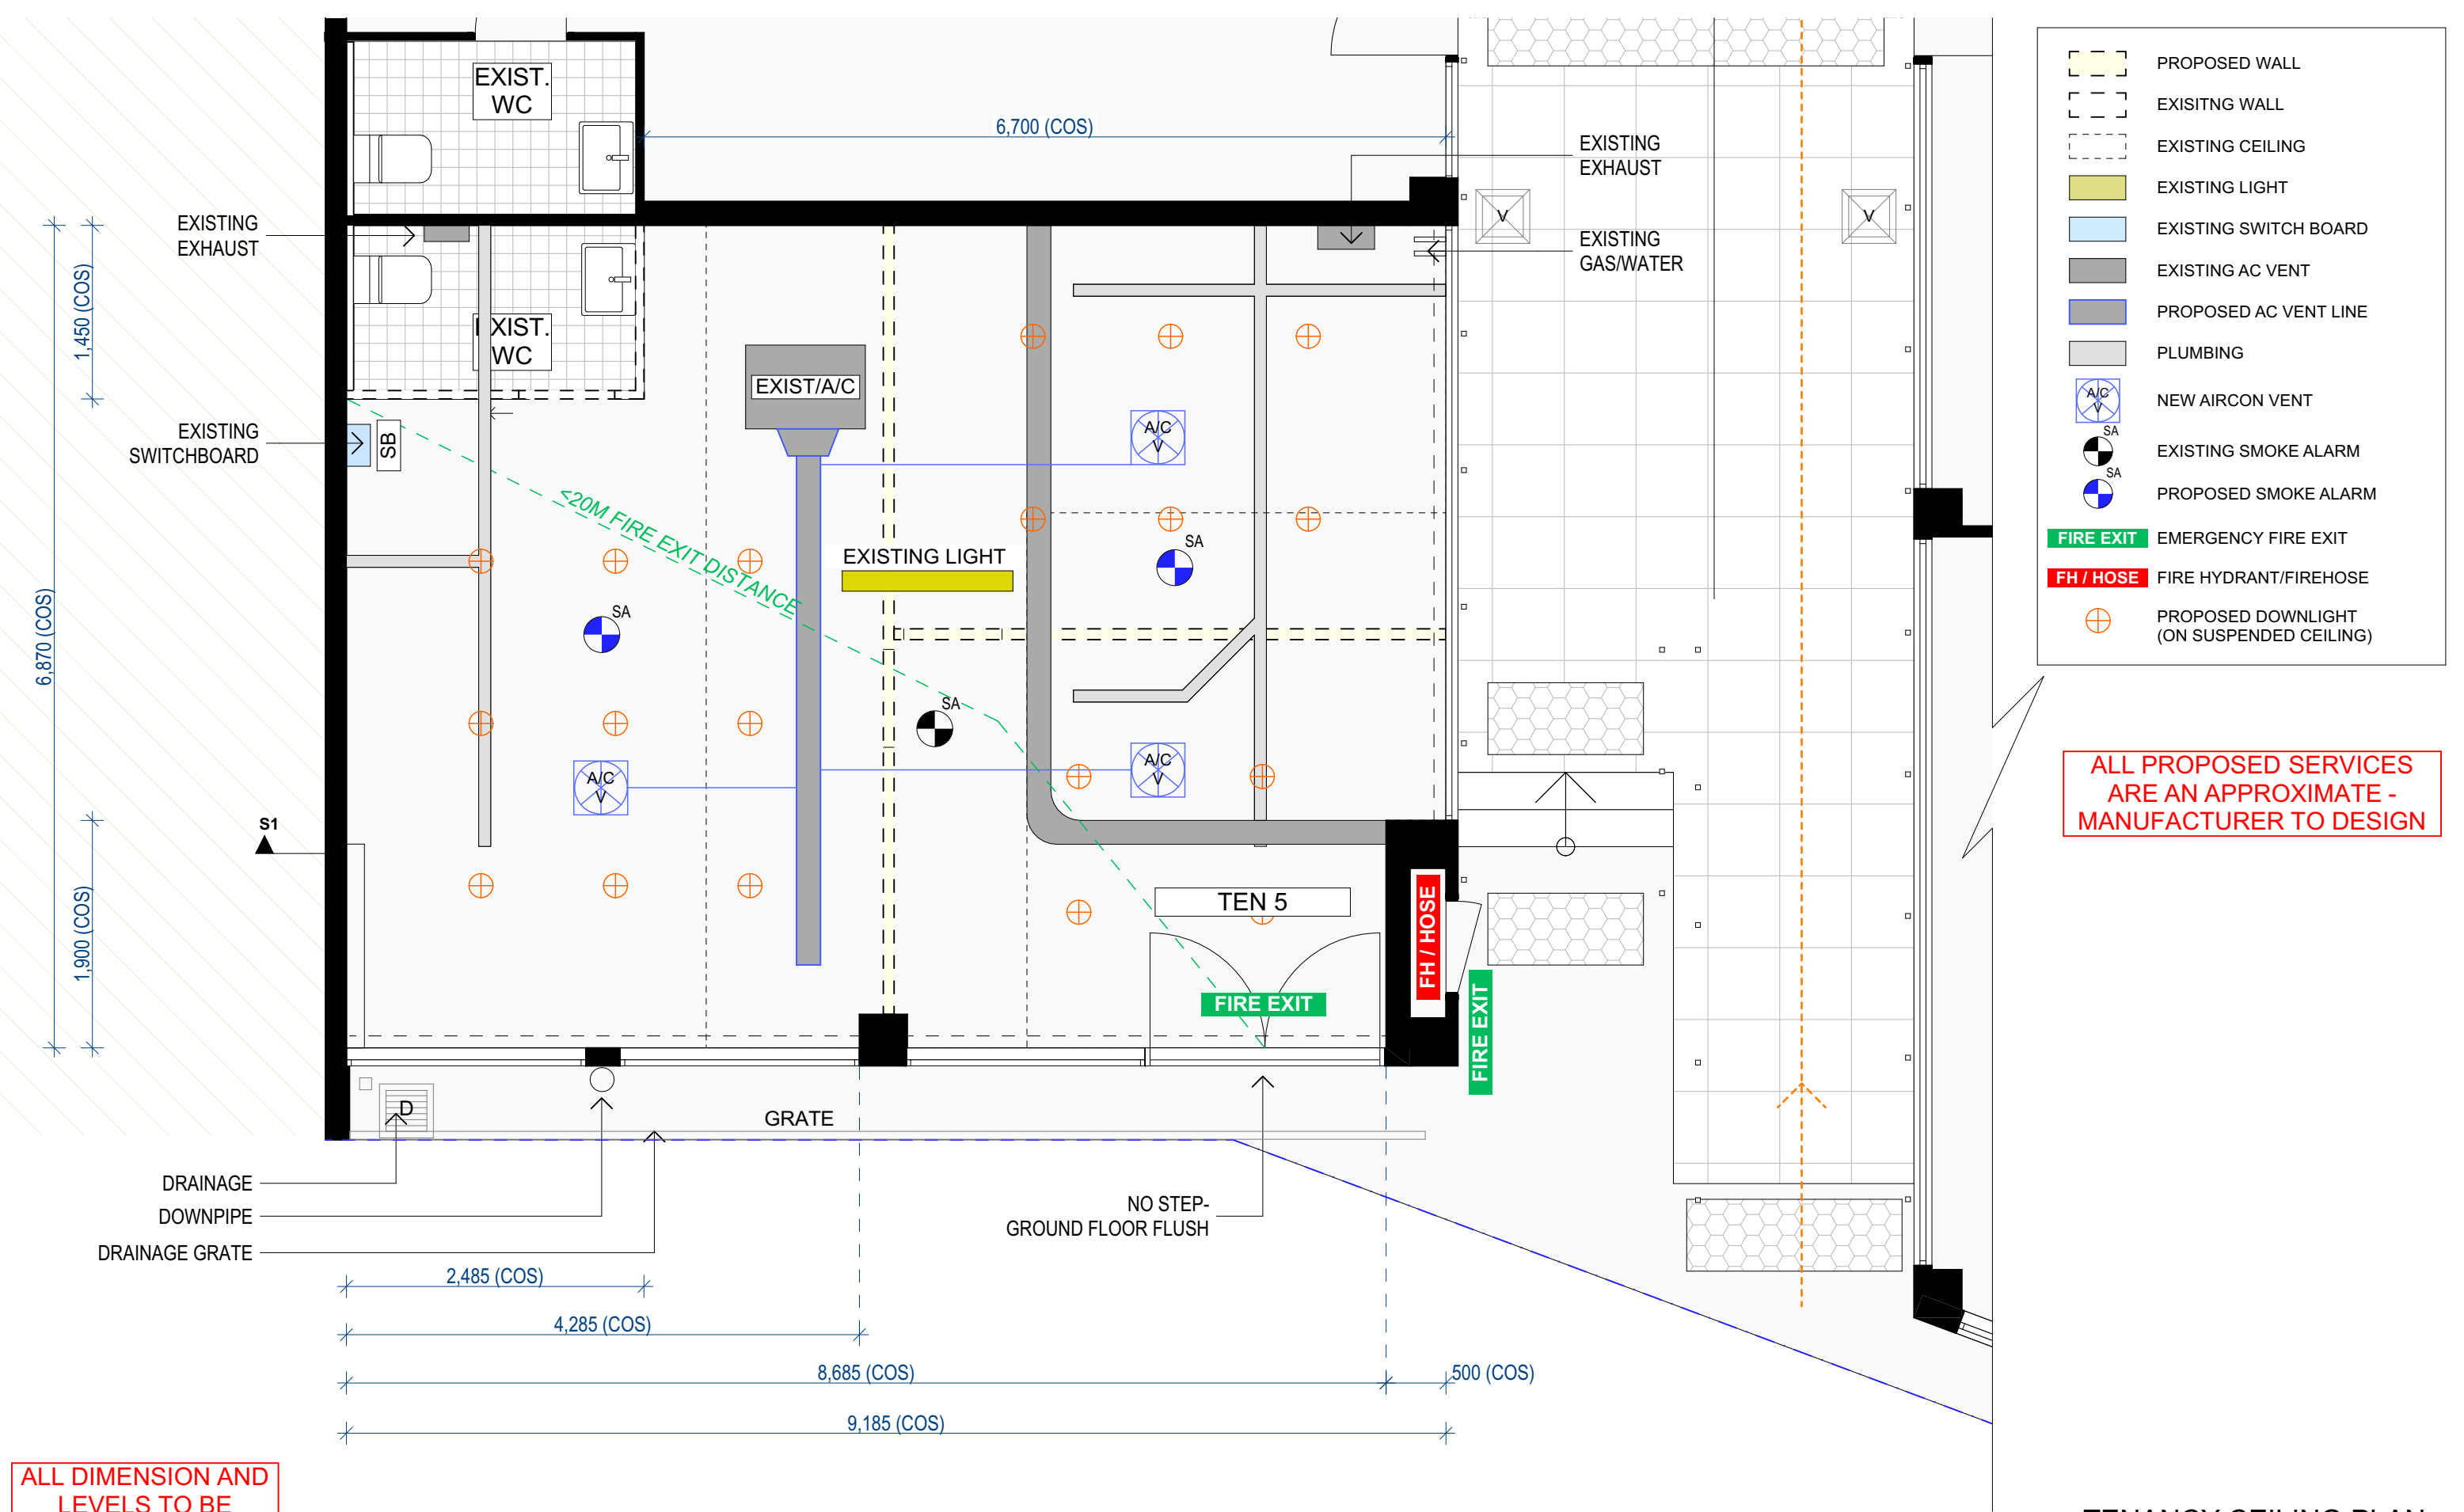 EXIST.
WC
6,700 (COS)
EXISTING
EXHAUST
EXISTING
GAS/WATER
V
V
EXISTING
EXHAUST
1,450 (COS)
EXIST.
WC
EXIST/A/C
EXISTING
SWITCHBOARD
SB
A/C
V
<20M FIRE EXIT DISTANCE
EXISTING LIGHT
SA
SA
SA
6,870 (COS)
A/C
V
A/C
V
S1
1,900 (COS)
TEN 5
FH / HOSE
FIRE EXIT
FIRE EXIT
D
GRATE
DRAINAGE
DOWNPIPE
DRAINAGE GRATE
NO STEP-
GROUND FLOOR FLUSH
2,485 (COS)
4,285 (COS)
8,685 (COS)
500 (COS)
9,185 (COS)
ALL DIMENSION AND
LEVELS TO BE
PROPOSED WALL
EXISITNG WALL
EXISTING CEILING
EXISTING LIGHT
EXISTING SWITCH BOARD
EXISTING AC VENT
PROPOSED AC VENT LINE
PLUMBING
A/C
V
NEW AIRCON VENT
SA
EXISTING SMOKE ALARM
SA
PROPOSED SMOKE ALARM
FIRE EXIT EMERGENCY FIRE EXIT
FH / HOSE FIRE HYDRANT/FIREHOSE
PROPOSED DOWNLIGHT
(ON SUSPENDED CEILING)
ALL PROPOSED SERVICES
ARE AN APPROXIMATE -
MANUFACTURER TO DESIGN
TENANCY CEILING PLAN